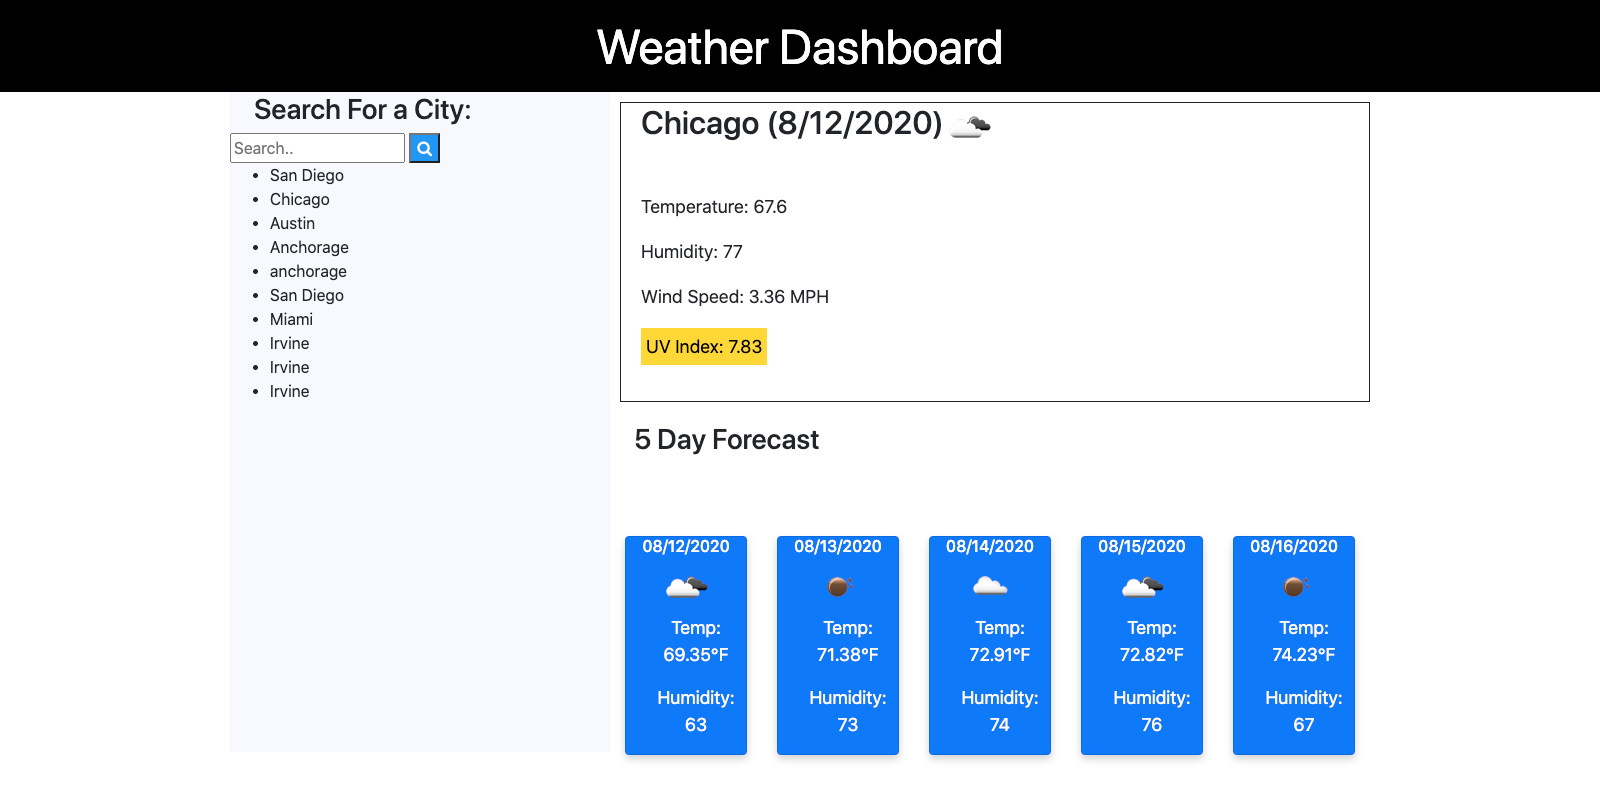 Weather Dashboard
Search For a City:
Search..
San Diego
Chicago
Austin
Anchorage
anchorage
San Diego
Miami
Irvine
Irvine
Irvine
Chicago (8/12/2020)
Temperature: 67.6
Humidity: 77
Wind Speed: 3.36 MPH
UV Index: 7.83
5 Day Forecast
08/12/2020
Temp:
69.35°F
Humidity:
63
08/13/2020
Temp:
71.38°F
Humidity:
73
08/14/2020
Temp:
72.91°F
Humidity:
74
08/15/2020
Temp:
72.82°F
Humidity:
76
08/16/2020
Temp:
74.23°F
Humidity:
67